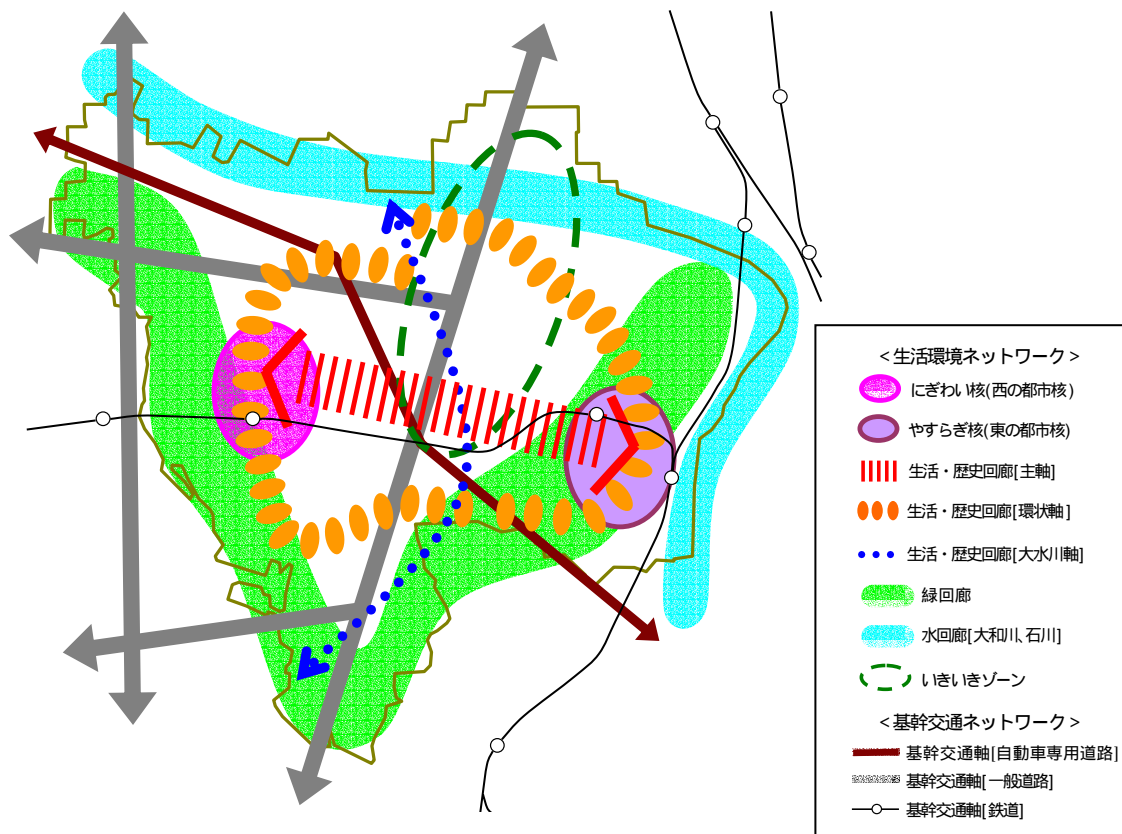 <生活環境ネットワーク>
にぎわい核(西の都市核)
やすらぎ核(東の都市核)
生活・歴史回廊[主軸]
生活・歴史回廊[環状軸]
生活・歴史回廊[大水川軸]
緑回廊
水回廊[大和川、石川]
いきいきゾーン
<基幹交通ネットワーク>
基幹交通軸[自動車専用道路]
基幹交通軸[一般道路]
基幹交通軸[鉄道]